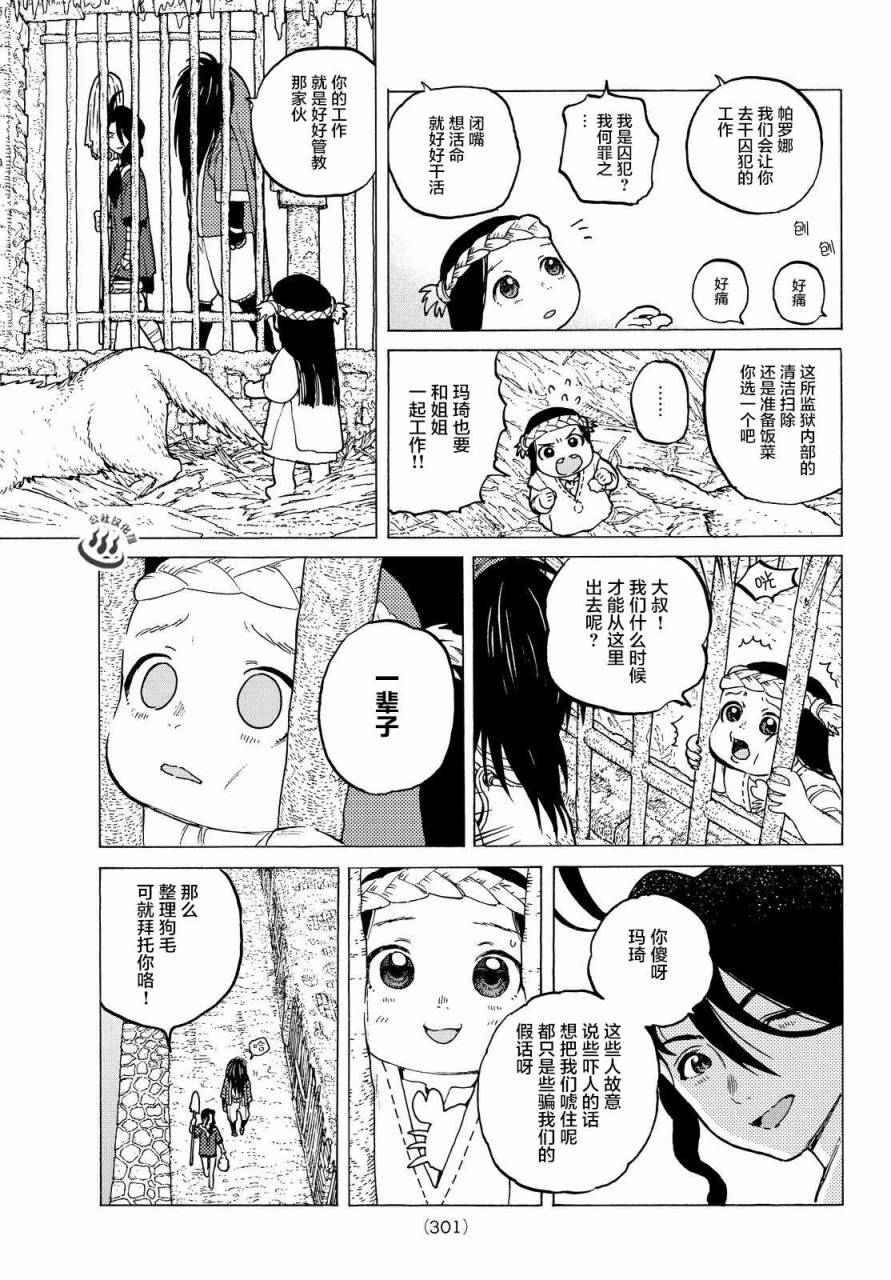 帕罗娜
我们会让你
去干囚犯的
工作
我是囚犯？
我何罪之
…
闭嘴
想活命
就好好干活
刨
刨
好痛
好痛
你的工作
就是好好管教
那家伙
这所监狱内部的
清洁扫除
还是准备饭菜
你选一个吧
……
玛琦也要
和姐姐
一起工作!!
咣
大叔！
我们什么时候
才能从这里
出去呢？
一辈子
你傻呀
玛琦
这些人故意
说些吓人的话
想把我们唬住呢
都只是些骗我们的
假话呀
那么
整理狗毛
可就拜托你咯！
公社汉化组
(301)